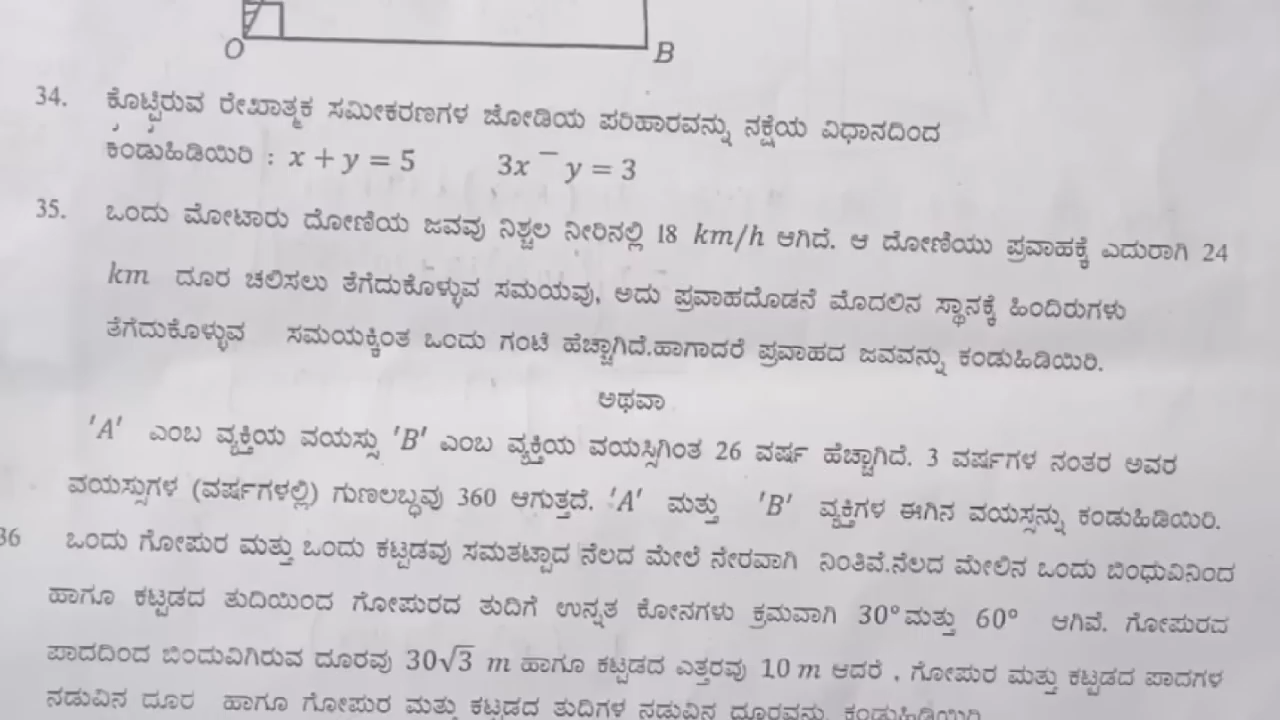 O
B
34. ಕೊಟ್ಟಿರುವ ರೇಖಾತ್ಮಕ ಸಮೀಕರಣಗಳ ಜೋಡಿಯ ಪರಿಹಾರವನ್ನು ನಕ್ಷೆಯ ವಿಧಾನದಿಂದ
ಕಂಡುಹಿಡಿಯಿರಿ : x + y = 5 3x − y = 3
35. ಒಂದು ಮೋಟಾರು ದೋಣಿಯ ಜವವು ನಿಶ್ಚಲ ನೀರಿನಲ್ಲಿ 18 km/h ಆಗಿದೆ. ಆ ದೋಣಿಯು ಪ್ರವಾಹಕ್ಕೆ ಎದುರಾಗಿ 24
km ದೂರ ಚಲಿಸಲು ತೆಗೆದುಕೊಳ್ಳುವ ಸಮಯವು, ಅದು ಪ್ರವಾಹದೊಡನೆ ಮೊದಲಿನ ಸ್ಥಾನಕ್ಕೆ ಹಿಂದಿರುಗಳು
ತೆಗೆದುಕೊಳ್ಳುವ ಸಮಯಕ್ಕಿಂತ ಒಂದು ಗಂಟೆ ಹೆಚ್ಚಾಗಿದೆ.ಹಾಗಾದರೆ ಪ್ರವಾಹದ ಜವವನ್ನು ಕಂಡುಹಿಡಿಯಿರಿ.
ಅಥವಾ
'A' ಎಂಬ ವ್ಯಕ್ತಿಯ ವಯಸ್ಸು 'B' ಎಂಬ ವ್ಯಕ್ತಿಯ ವಯಸ್ಸಿಗಿಂತ 26 ವರ್ಷ ಹೆಚ್ಚಾಗಿದೆ. 3 ವರ್ಷಗಳ ನಂತರ ಅವರ
ವಯಸ್ಸುಗಳ (ವರ್ಷಗಳಲ್ಲಿ) ಗುಣಲಬ್ಧವು 360 ಆಗುತ್ತದೆ. 'A' ಮತ್ತು 'B' ವ್ಯಕ್ತಿಗಳ ಈಗಿನ ವಯಸ್ಸನ್ನು ಕಂಡುಹಿಡಿಯಿರಿ.
36 ಒಂದು ಗೋಪುರ ಮತ್ತು ಒಂದು ಕಟ್ಟಡವು ಸಮತಟ್ಟಾದ ನೆಲದ ಮೇಲೆ ನೇರವಾಗಿ ನಿಂತಿವೆ.ನೆಲದ ಮೇಲಿನ ಒಂದು ಬಿಂಧುವಿನಿಂದ
ಹಾಗೂ ಕಟ್ಟಡದ ತುದಿಯಿಂದ ಗೋಪುರದ ತುದಿಗೆ ಉನ್ನತ ಕೋನಗಳು ಕ್ರಮವಾಗಿ 30° ಮತ್ತು 60° ಆಗಿವೆ. ಗೋಪುರದ
ಪಾದದಿಂದ ಬಿಂದುವಿಗಿರುವ ದೂರವು 30√3 m ಹಾಗೂ ಕಟ್ಟಡದ ಎತ್ತರವು 10 m ಆದರೆ , ಗೋಪುರ ಮತ್ತು ಕಟ್ಟಡದ ಪಾದಗಳ
ನಡುವಿನ ದೂರ ಹಾಗೂ ಗೋಪುರ ಮತ್ತು ಕಟ್ಟಡದ ತುದಿಗಳ ನಡುವಿನ ದೂರವನ್ನು ಕಂಡುಹಿಡಿಯಿರಿ